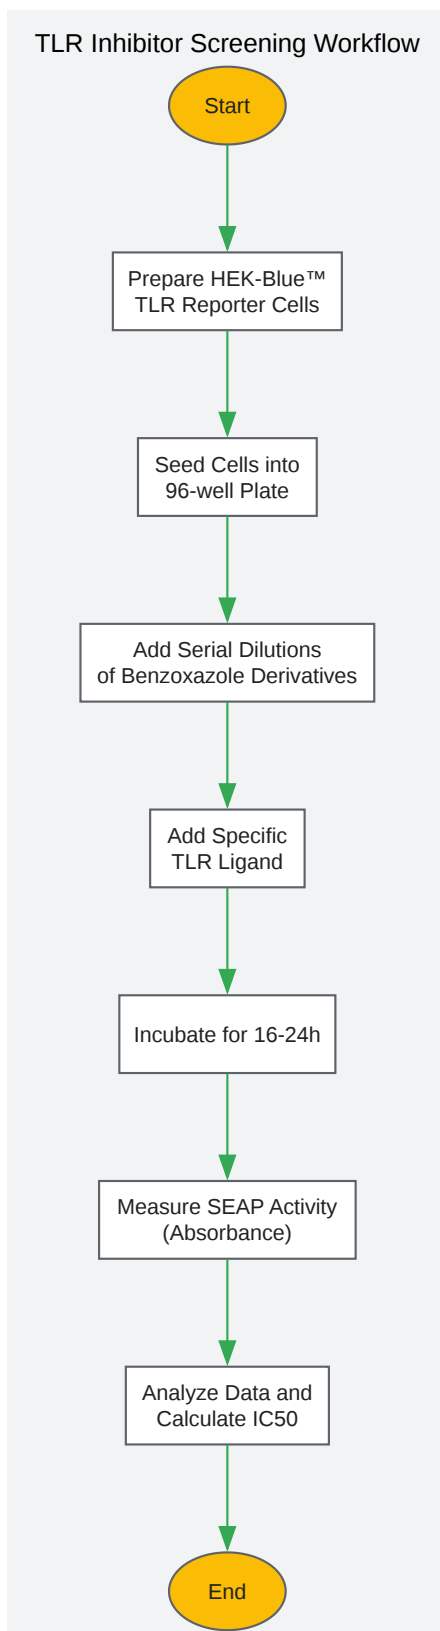 TLR Inhibitor Screening Workflow
Start
Prepare HEK-Blue™
TLR Reporter Cells
Seed Cells into
96-well Plate
Add Serial Dilutions
of Benzoxazole Derivatives
Add Specific
TLR Ligand
Incubate for 16-24h
Measure SEAP Activity
(Absorbance)
Analyze Data and
Calculate IC50
End